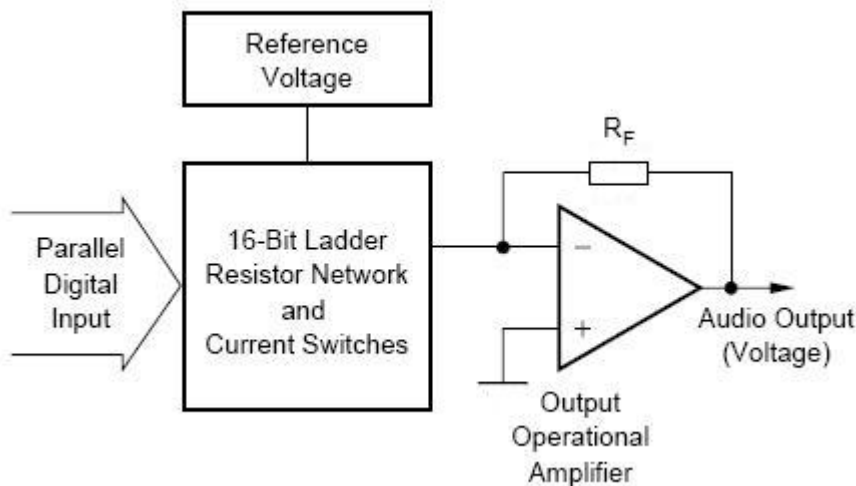 Reference
Voltage
R_F
Parallel
Digital
Input
16-Bit Ladder
Resistor Network
and
Current Switches
−
+
Audio Output
(Voltage)
Output
Operational
Amplifier